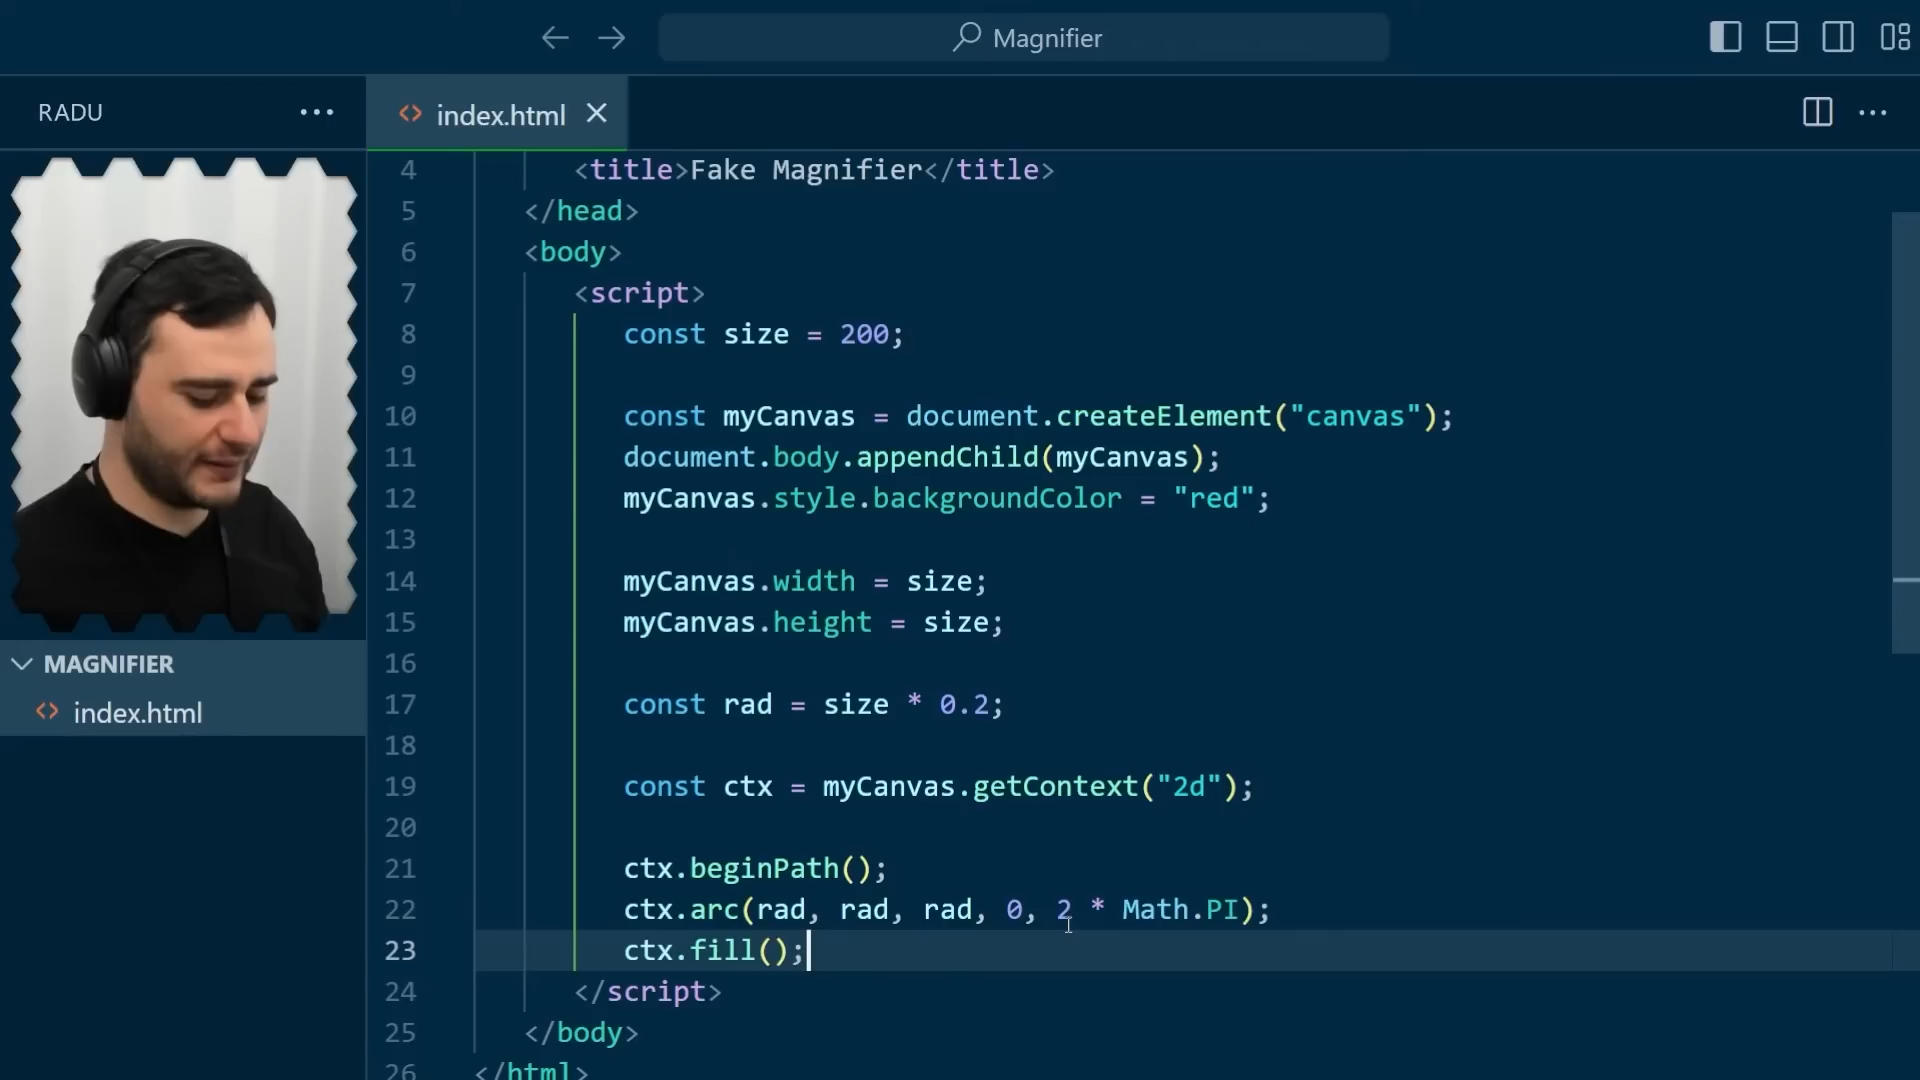 Magnifier
RADU
index.html
4 <title>Fake Magnifier</title>
5 </head>
6 <body>
7 <script>
8 const size = 200;
9
10 const myCanvas = document.createElement("canvas");
11 document.body.appendChild(myCanvas);
12 myCanvas.style.backgroundColor = "red";
13
14 myCanvas.width = size;
15 myCanvas.height = size;
16
17 const rad = size * 0.2;
18
19 const ctx = myCanvas.getContext("2d");
20
21 ctx.beginPath();
22 ctx.arc(rad, rad, rad, 0, 2 * Math.PI);
23 ctx.fill();
24 </script>
25 </body>
26 </html>
MAGNIFIER
index.html